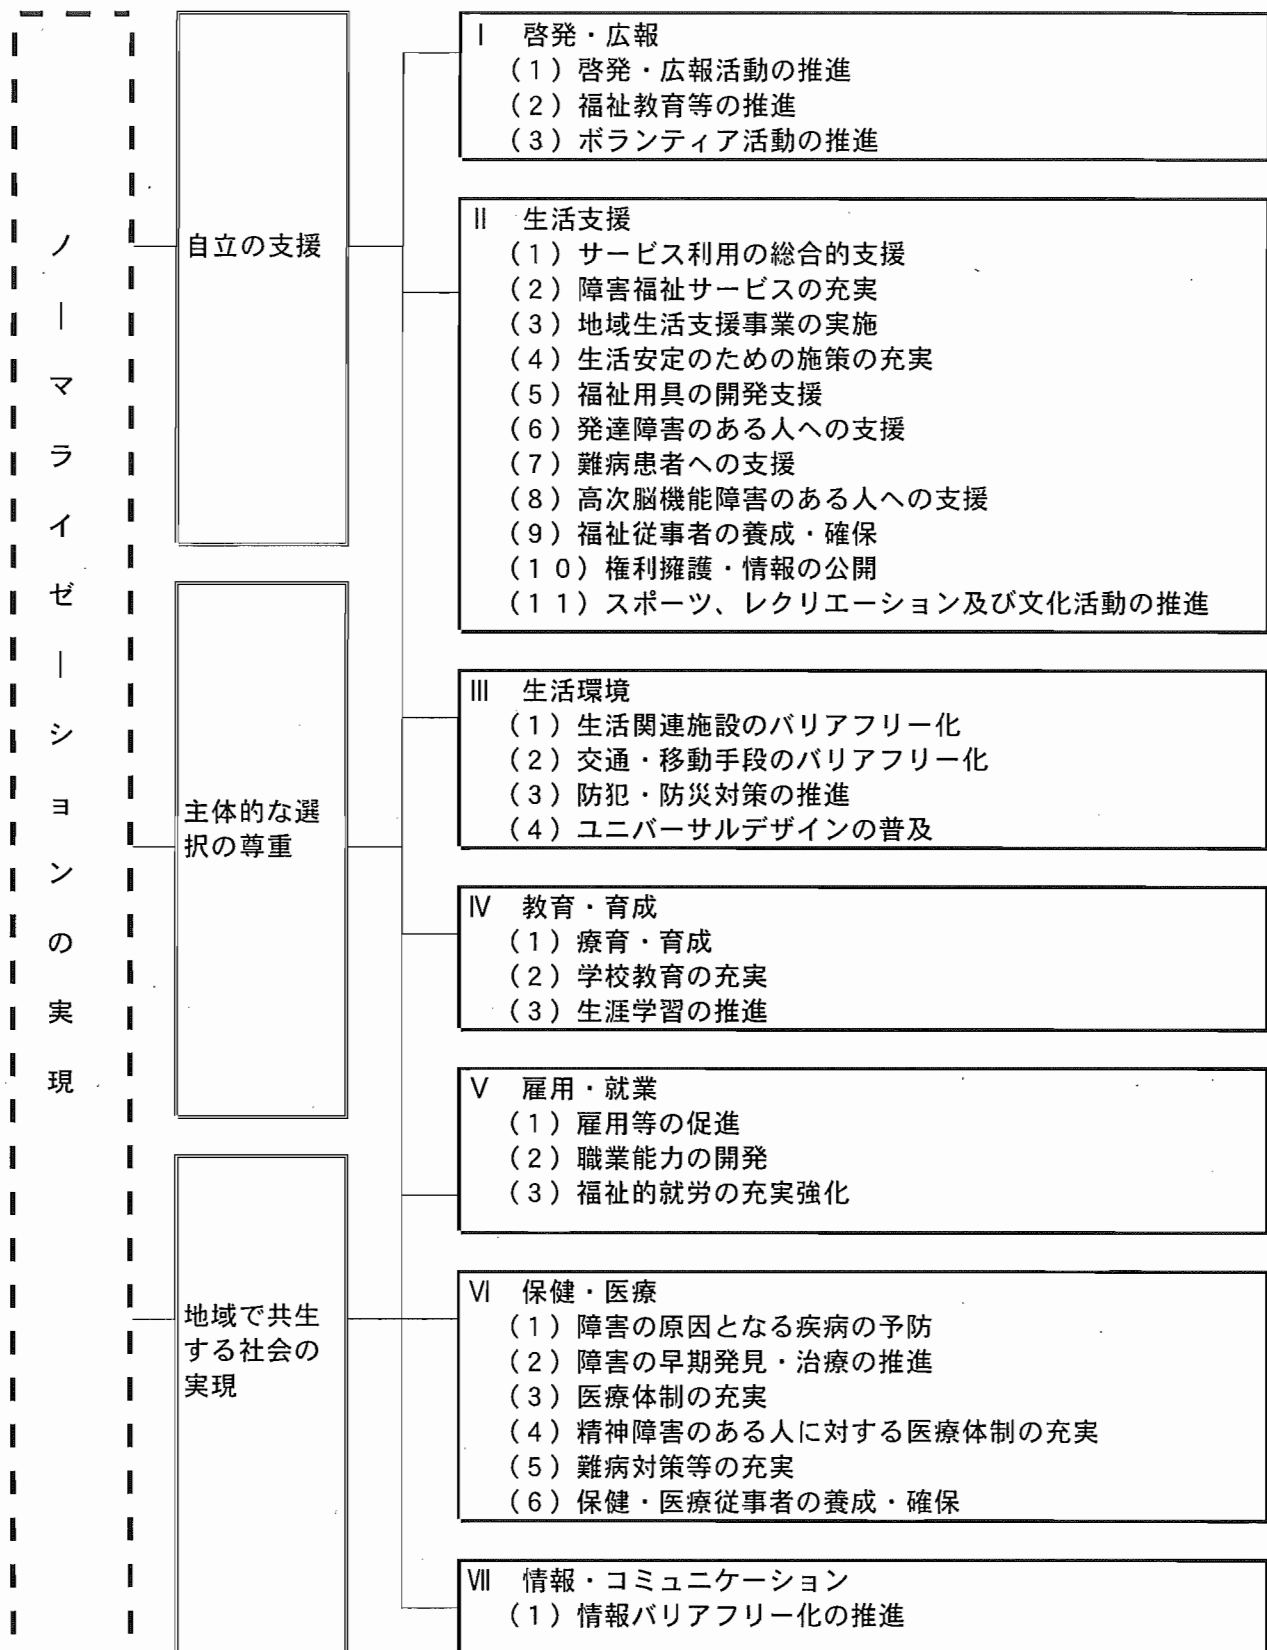 ノーマライゼーションの実現
自立の支援
主体的な選
択の尊重
地域で共生
する社会の
実現
Ⅰ 啓発・広報
(1)啓発・広報活動の推進
(2)福祉教育等の推進
(3)ボランティア活動の推進
Ⅱ 生活支援
(1)サービス利用の総合的支援
(2)障害福祉サービスの充実
(3)地域生活支援事業の実施
(4)生活安定のための施策の充実
(5)福祉用具の開発支援
(6)発達障害のある人への支援
(7)難病患者への支援
(8)高次脳機能障害のある人への支援
(9)福祉従事者の養成・確保
(10)権利擁護・情報の公開
(11)スポーツ、レクリエーション及び文化活動の推進
Ⅲ 生活環境
(1)生活関連施設のバリアフリー化
(2)交通・移動手段のバリアフリー化
(3)防犯・防災対策の推進
(4)ユニバーサルデザインの普及
Ⅳ 教育・育成
(1)療育・育成
(2)学校教育の充実
(3)生涯学習の推進
Ⅴ 雇用・就業
(1)雇用等の促進
(2)職業能力の開発
(3)福祉的就労の充実強化
Ⅵ 保健・医療
(1)障害の原因となる疾病の予防
(2)障害の早期発見・治療の推進
(3)医療体制の充実
(4)精神障害のある人に対する医療体制の充実
(5)難病対策等の充実
(6)保健・医療従事者の養成・確保
Ⅶ 情報・コミュニケーション
(1)情報バリアフリー化の推進